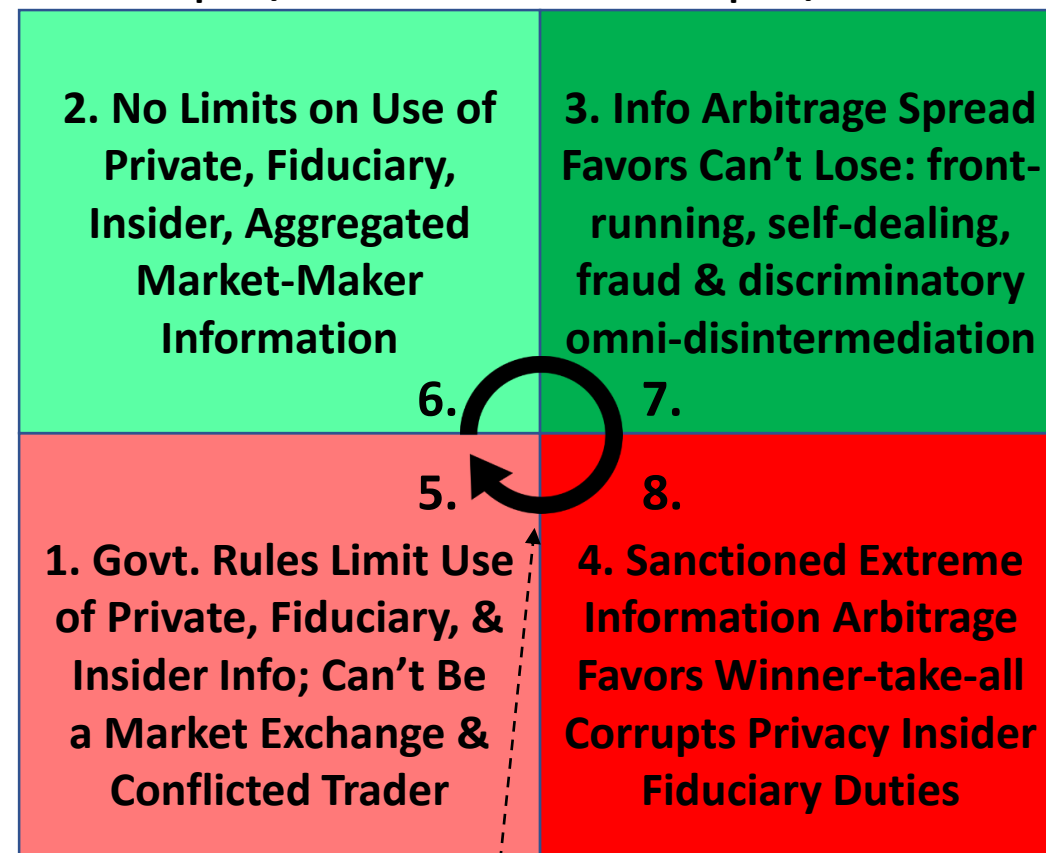 2. No Limits on Use of
Private, Fiduciary,
Insider, Aggregated
Market-Maker
Information
6.
3. Info Arbitrage Spread
Favors Can’t Lose: front-
running, self-dealing,
fraud & discriminatory
omni-disintermediation
7.
5.
1. Govt. Rules Limit Use
of Private, Fiduciary, &
Insider Info; Can’t Be
a Market Exchange &
Conflicted Trader
8.
4. Sanctioned Extreme
Information Arbitrage
Favors Winner-take-all
Corrupts Privacy Insider
Fiduciary Duties